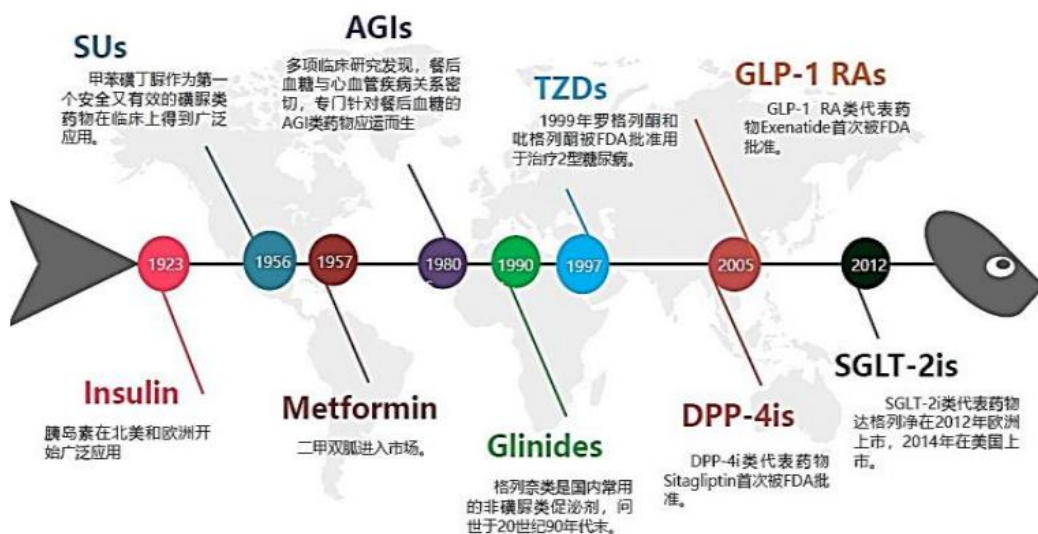 SUs
甲苯磺丁脲作为第一
个安全又有效的磺脲类
药物在临床上得到广泛
应用。
AGIs
多项临床研究发现，餐后
血糖与心血管疾病关系密
切，专门针对餐后血糖的
AGI类药物应运而生
TZDs
1999年罗格列酮和
吡格列酮被FDA批准用
于治疗2型糖尿病。
GLP-1 RAs
GLP-1 RA类代表药
物Exenatide首次被FDA
批准。
1923
1956
1957
1980
1990
1997
2005
2012
Insulin
胰岛素在北美和欧洲开
始广泛应用
Metformin
二甲双胍进入市场。
Glinides
格列奈类是国内常用
的非磺脲类促泌剂，问
世于20世纪90年代末。
DPP-4is
DPP-4i类代表药物
Sitagliptin首次被FDA批
准。
SGLT-2is
SGLT-2i类代表药物
达格列净在2012年欧洲
上市，2014年在美国上
市。